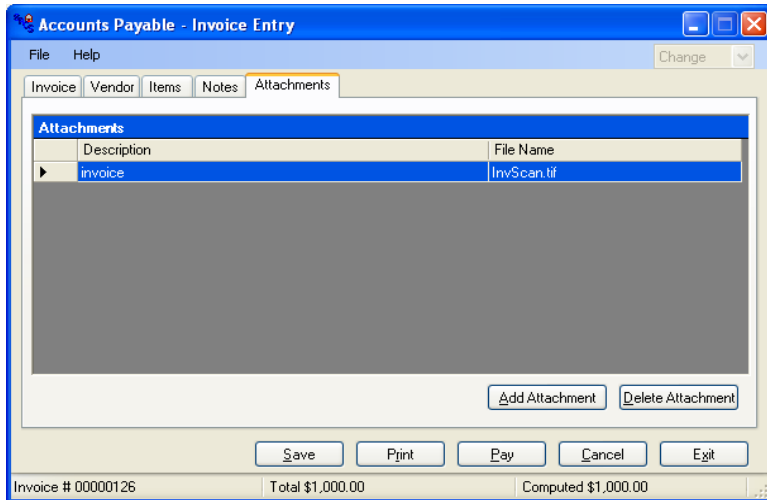 Accounts Payable - Invoice Entry
File Help Change
Invoice Vendor Items Notes Attachments
Attachments
Description File Name
invoice InvScan.tif
Add Attachment Delete Attachment
Save Print Pay Cancel Exit
Invoice # 00000126 Total $1,000.00 Computed $1,000.00